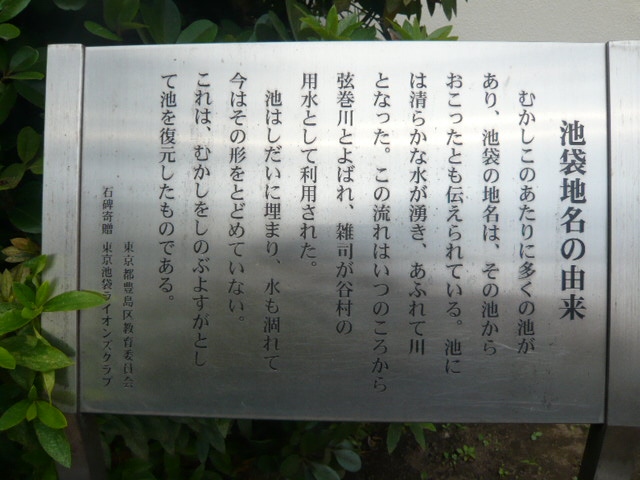 池袋地名の由来
むかしこのあたりに多くの池が
あり、池袋の地名は、その池から
おこったとも伝えられている。池に
は清らかな水が湧き、あふれて川
となった。この流れはいつのころから
弦巻川とよばれ、雑司が谷村の
用水として利用された。
池はしだいに埋まり、水も涸れて
今はその形をとどめていない。
これは、むかしをしのぶよすがとし
て池を復元したものである。
東京都豊島区教育委員会
石碑寄贈 東京池袋ライオンズクラブ